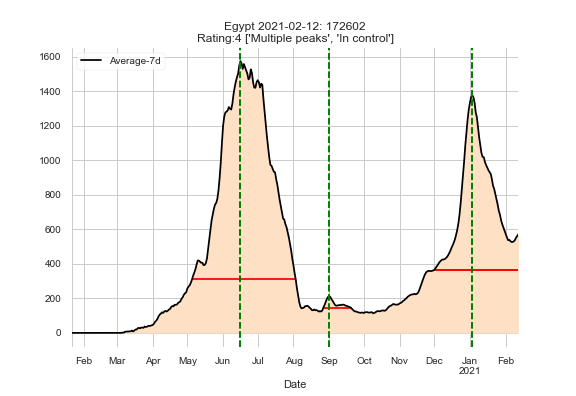 Egypt 2021-02-12: 172602
Rating:4 ['Multiple peaks', 'In control']
Average-7d
1600
1400
1200
1000
800
600
400
200
0
Feb Mar Apr May Jun Jul Aug Sep Oct Nov Dec Jan Feb
2021
Date